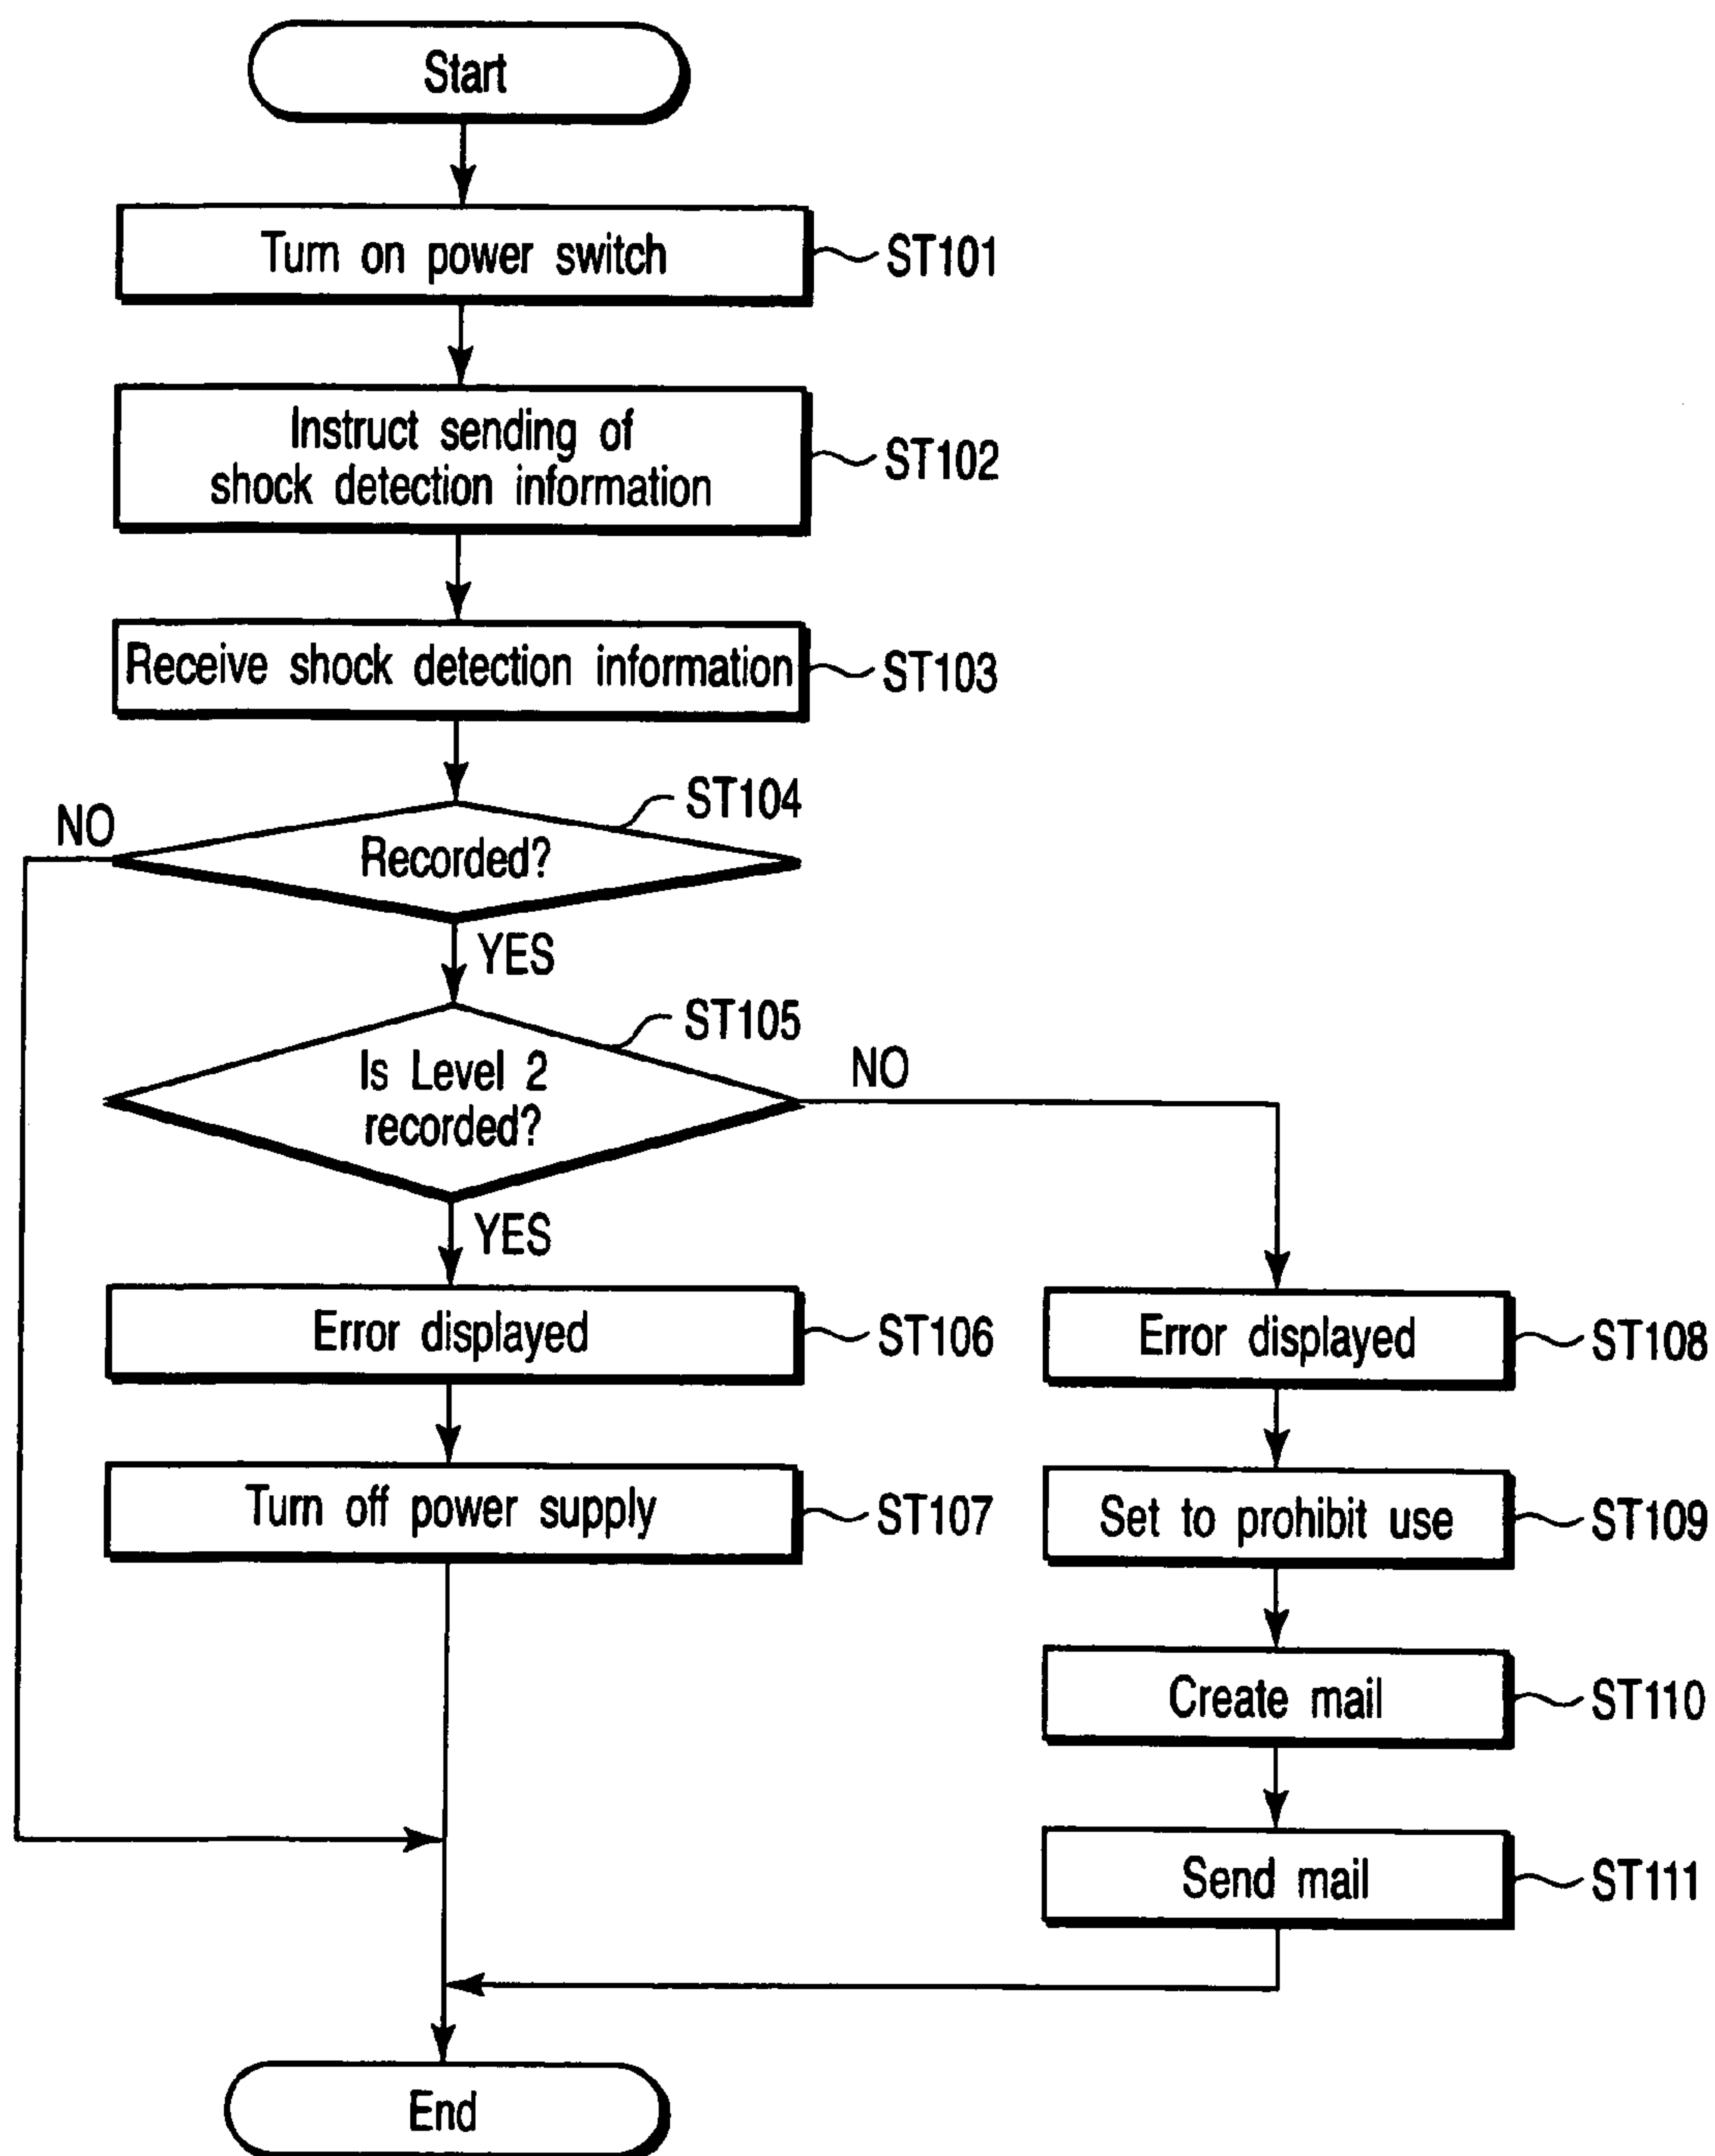 Start
Turn on power switch
ST101
Instruct sending of
shock detection information
ST102
Receive shock detection information
ST103
ST104
NO
Recorded?
YES
ST105
Is Level 2
recorded?
NO
YES
Error displayed
ST106
Error displayed
ST108
Turn off power supply
ST107
Set to prohibit use
ST109
Create mail
ST110
Send mail
ST111
End